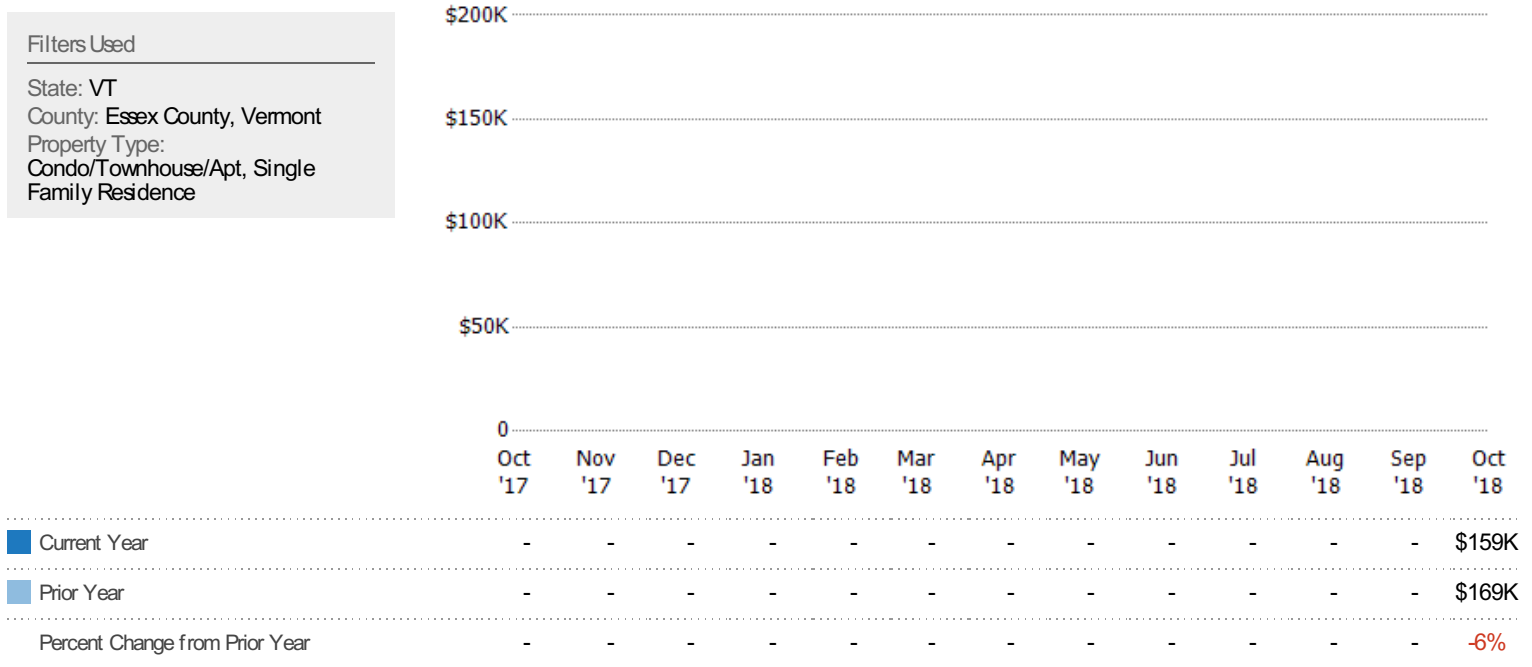 Filters Used
State: VT
County: Essex County, Vermont
Property Type:
Condo/Townhouse/Apt, Single
Family Residence
$200K
$150K
$100K
$50K
0
Oct Nov Dec Jan Feb Mar Apr May Jun Jul Aug Sep Oct
'17 '17 '17 '18 '18 '18 '18 '18 '18 '18 '18 '18 '18
Current Year - - - - - - - - - - - - $159K
Prior Year - - - - - - - - - - - - $169K
Percent Change from Prior Year - - - - - - - - - - - - -6%